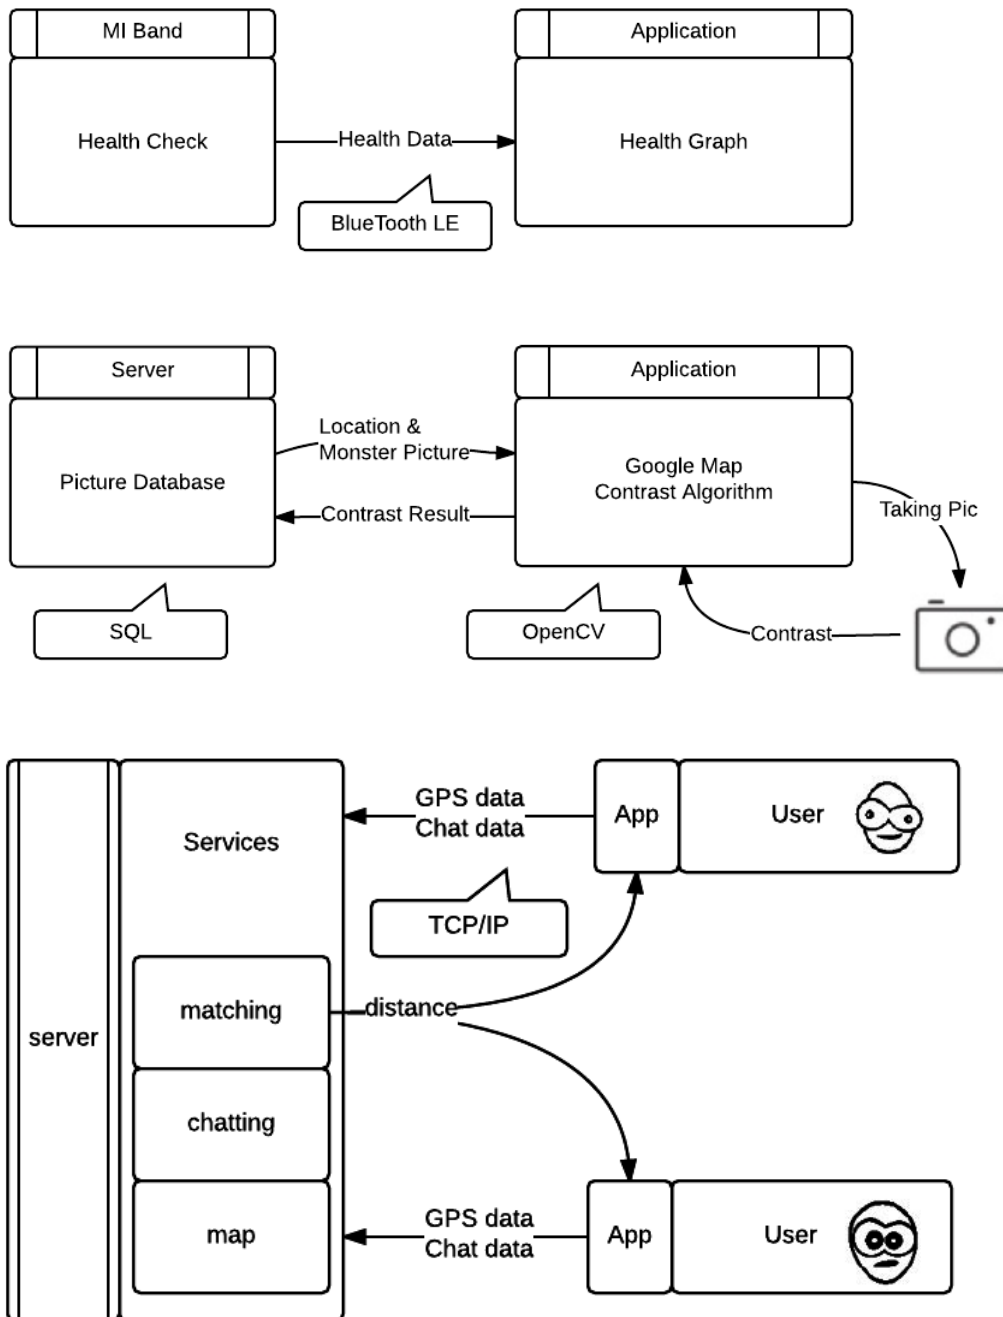 MI Band
Application
Health Check
Health Data
Health Graph
BlueTooth LE
Server
Application
Location &
Monster Picture
Picture Database
Google Map
Contrast Algorithm
Contrast Result
Taking Pic
SQL
OpenCV
Contrast
GPS data
Chat data
App
User
Services
TCP/IP
matching
distance
server
chatting
map
GPS data
Chat data
App
User